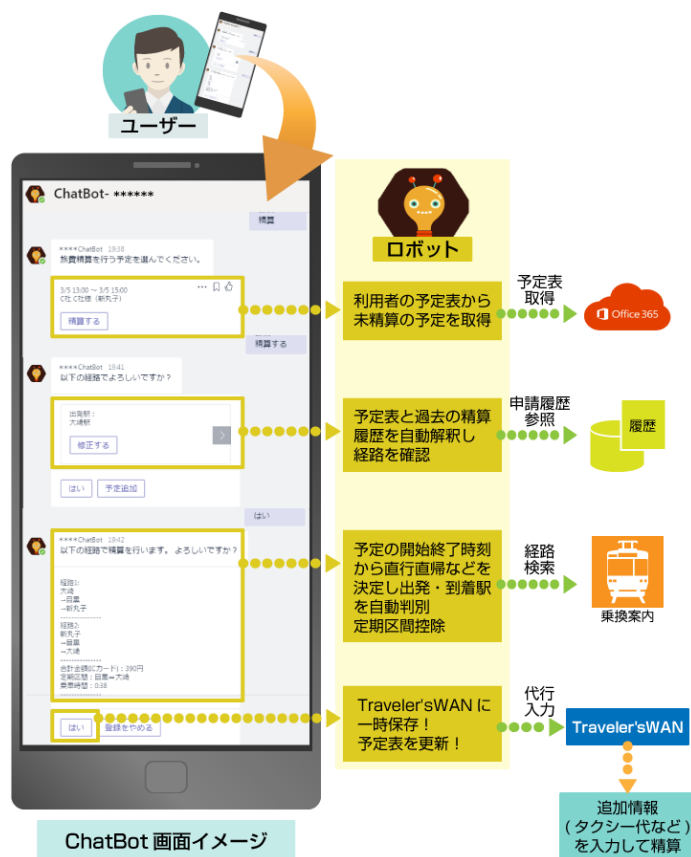 ユーザー
ChatBot- ******
精算
****ChatBot 19:38
旅費精算を行う予定を選んでください。
3/5 13:00 ～ 3/5 15:00
C社 C社様（新丸子）
精算する
精算する
****ChatBot 19:41
以下の経路でよろしいですか？
出発駅：
大崎駅
修正する
はい
予定追加
はい
****ChatBot 19:42
以下の経路で精算を行います。 よろしいですか？
経路1:
大崎
→目黒
→新丸子
---------------
経路2:
新丸子
→目黒
→大崎
---------------
合計金額(ICカード)：390円
定期区間：目黒⇔大崎
乗車時間：0:38
---------------
はい
登録をやめる
ChatBot 画面イメージ
ロボット
利用者の予定表から
未精算の予定を取得
予定表
取得
Office 365
予定表と過去の精算
履歴を自動解釈し
経路を確認
申請履歴
参照
履歴
予定の開始終了時刻
から直行直帰などを
決定し出発・到着駅
を自動判別
定期区間控除
経路
検索
乗換案内
Traveler'sWAN に
一時保存！
予定表を更新！
代行
入力
Traveler'sWAN
追加情報
(タクシー代など)
を入力して精算